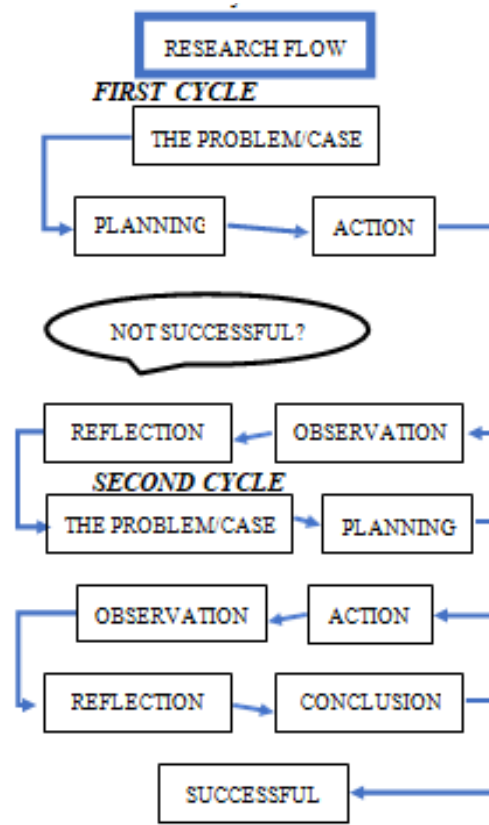 RESEARCH FLOW
FIRST CYCLE
THE PROBLEM/CASE
PLANNING
ACTION
NOT SUCCESSFUL?
REFLECTION
OBSERVATION
SECOND CYCLE
THE PROBLEM/CASE
PLANNING
OBSERVATION
ACTION
REFLECTION
CONCLUSION
SUCCESSFUL